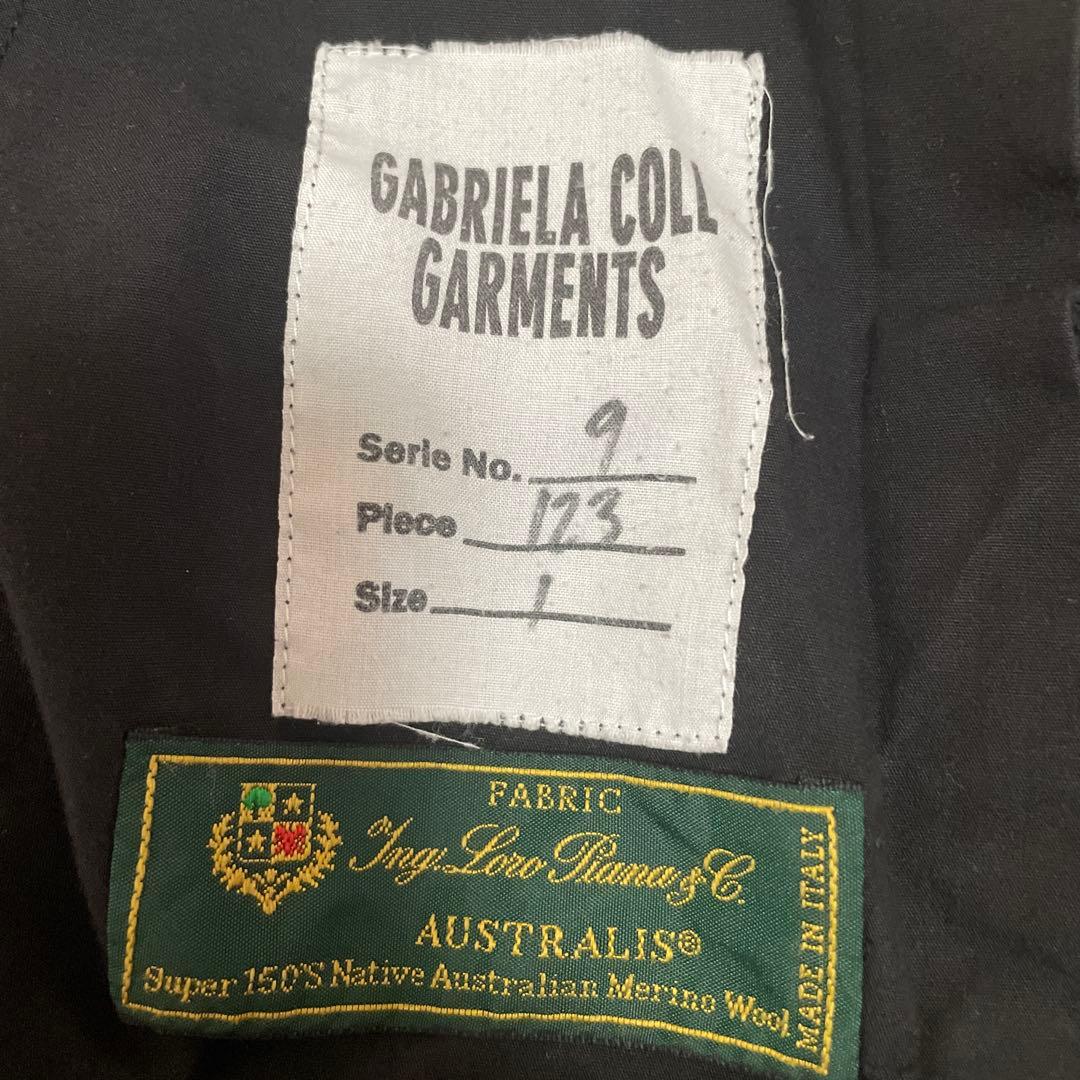 GABRIELA COLL
GARMENTS
Serie No. 9
Piece 123
Size 1
FABRIC
Ing. Loro Piana & C.
AUSTRALIS®
Super 150'S Native Australian Merino Wool
MADE IN ITALY